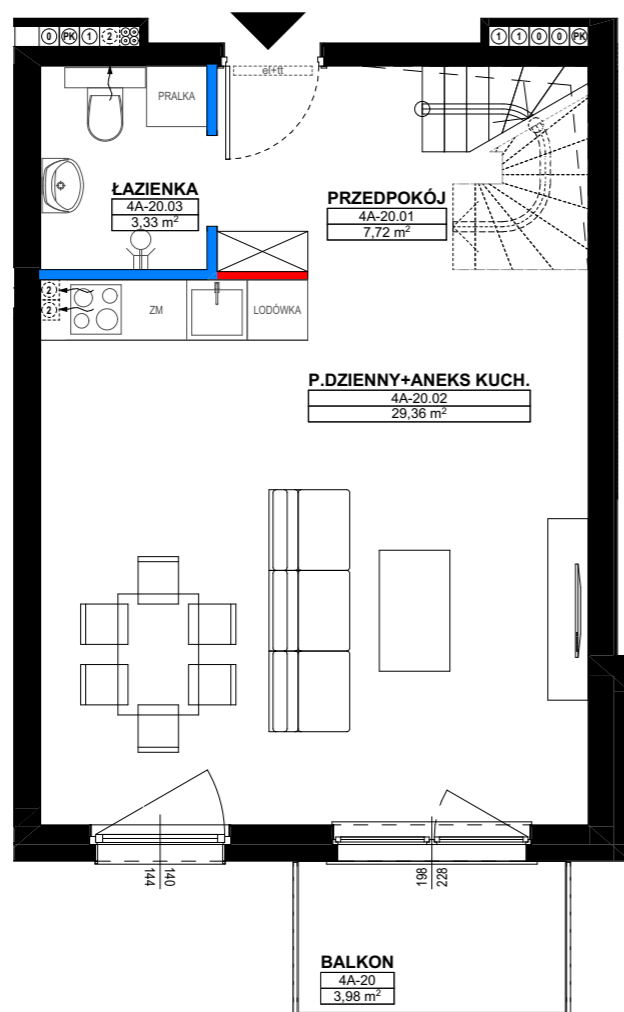 0 PK 1 2
1 1 0 0 PK
el+tt
PRALKA
ŁAZIENKA
4A-20.03
3,33 m²
PRZEDPOKÓJ
4A-20.01
7,72 m²
2
2
ZM
LODÓWKA
P.DZIENNY+ANEKS KUCH.
4A-20.02
29,36 m²
144
140
198
228
BALKON
4A-20
3,98 m²